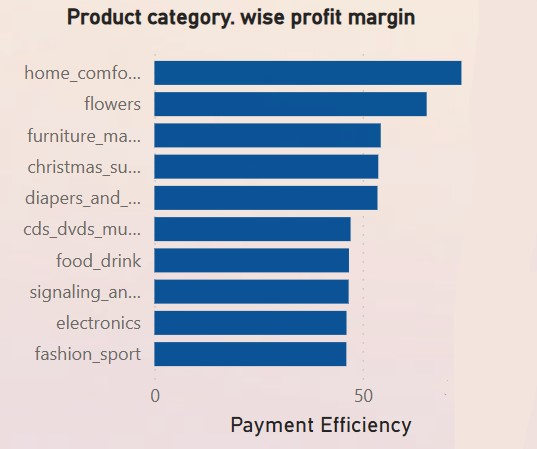 Product category. wise profit margin
home_comfo...
flowers
furniture_ma...
christmas_su...
diapers_and_...
cds_dvds_mu...
food_drink
signaling_an...
electronics
fashion_sport
0 50
Payment Efficiency